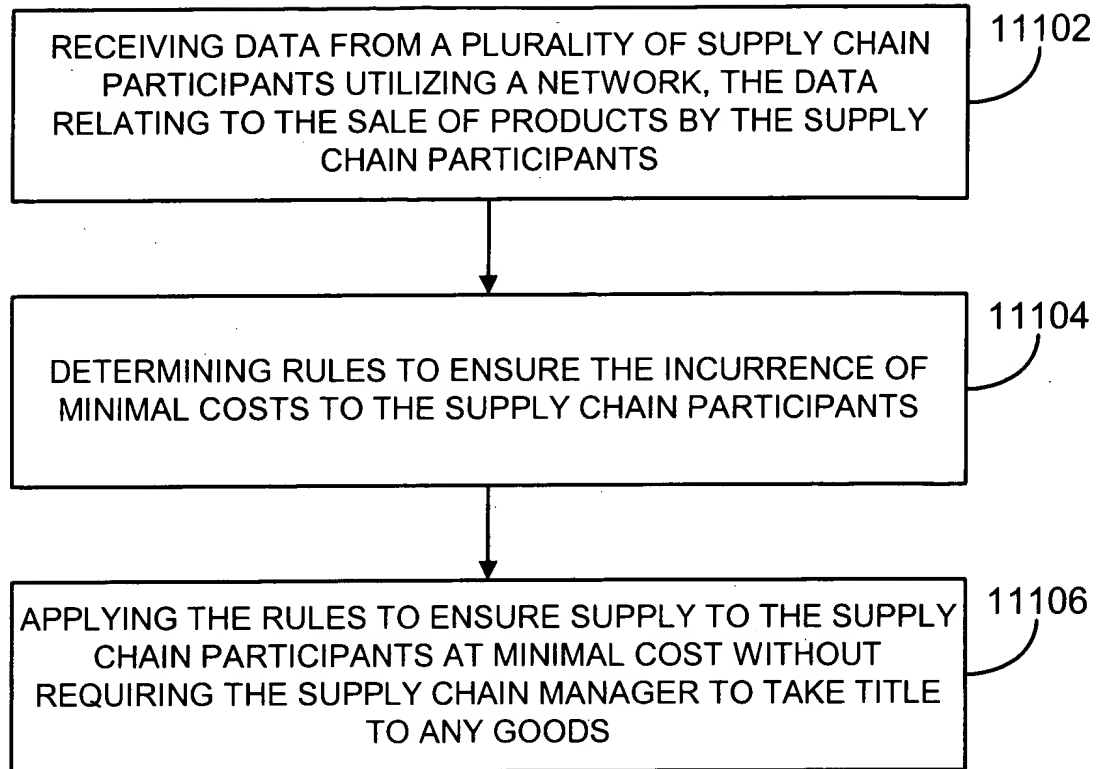 RECEIVING DATA FROM A PLURALITY OF SUPPLY CHAIN
PARTICIPANTS UTILIZING A NETWORK, THE DATA
RELATING TO THE SALE OF PRODUCTS BY THE SUPPLY
CHAIN PARTICIPANTS
11102
DETERMINING RULES TO ENSURE THE INCURRENCE OF
MINIMAL COSTS TO THE SUPPLY CHAIN PARTICIPANTS
11104
APPLYING THE RULES TO ENSURE SUPPLY TO THE SUPPLY
CHAIN PARTICIPANTS AT MINIMAL COST WITHOUT
REQUIRING THE SUPPLY CHAIN MANAGER TO TAKE TITLE
TO ANY GOODS
11106